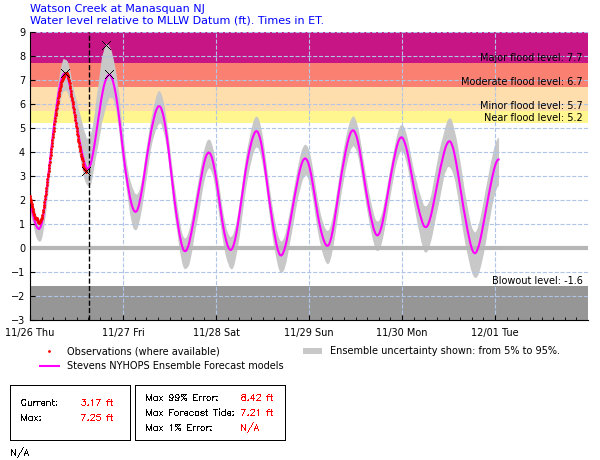 Watson Creek at Manasquan NJ
Water level relative to MLLW Datum (ft). Times in ET.
9
8
7
6
5
4
3
2
1
0
−1
−2
−3
Major flood level: 7.7
Moderate flood level: 6.7
Minor flood level: 5.7
Near flood level: 5.2
Blowout level: -1.6
11/26 Thu 11/27 Fri 11/28 Sat 11/29 Sun 11/30 Mon 12/01 Tue
Observations (where available)
Stevens NYHOPS Ensemble Forecast models
Ensemble uncertainty shown: from 5% to 95%.
Current: 3.17 ft
Max: 7.25 ft
Max 99% Error: 8.42 ft
Max Forecast Tide: 7.21 ft
Max 1% Error: N/A
N/A